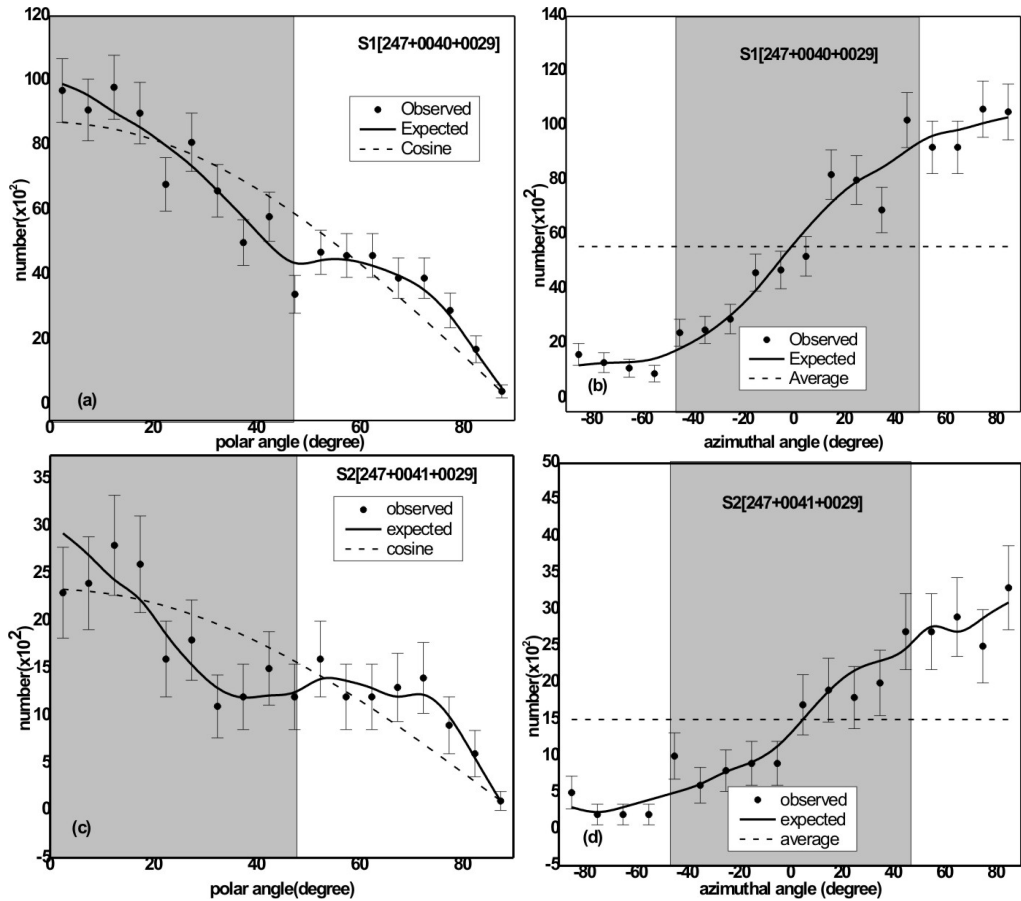 120
100
80
60
40
20
0
number(x10²)
S1[247+0040+0029]
Observed
Expected
Cosine
(a)
0 20 40 60 80
polar angle (degree)
140
120
100
80
60
40
20
0
number(x10²)
S1[247+0040+0029]
Observed
Expected
Average
(b)
-80 -60 -40 -20 0 20 40 60 80
azimuthal angle (degree)
35
30
25
20
15
10
5
0
-5
number(x10²)
S2[247+0041+0029]
observed
expected
cosine
(c)
0 20 40 60 80
polar angle(degree)
50
45
40
35
30
25
20
15
10
5
0
-5
number(x10²)
S2[247+0041+0029]
observed
expected
average
(d)
-80 -60 -40 -20 0 20 40 60 80
azimuthal angle (degree)